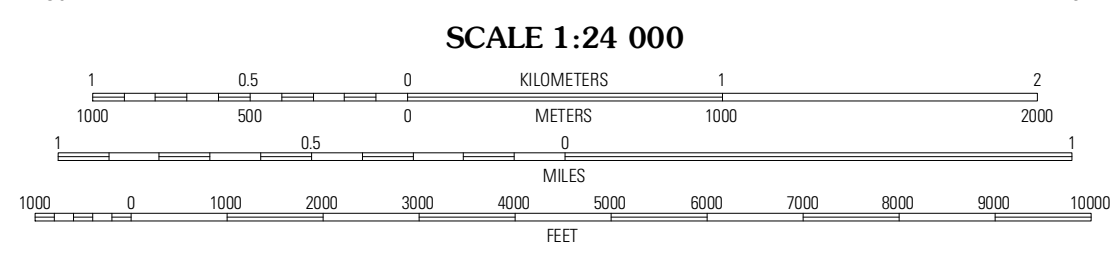 SCALE 1:24 000
1 0.5 0 KILOMETERS 1 2
1000 500 0 METERS 1000 2000
1 0.5 0 1
MILES
1000 0 1000 2000 3000 4000 5000 6000 7000 8000 9000 10000
FEET